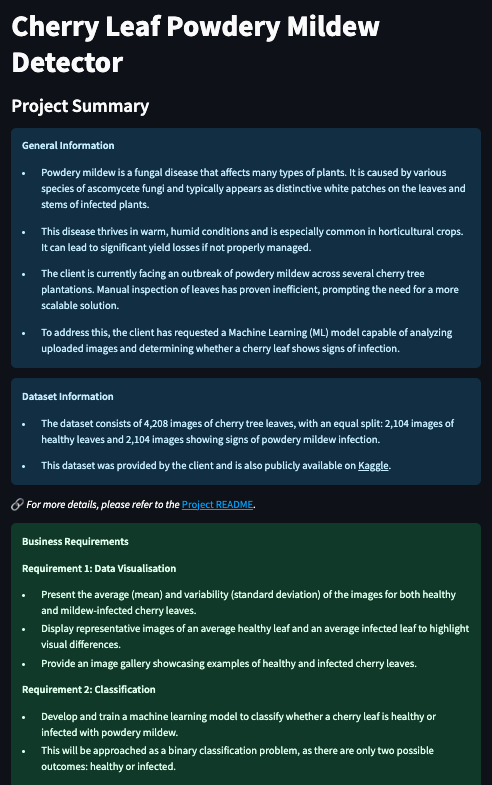 Cherry Leaf Powdery Mildew
Detector
Project Summary
General Information
• Powdery mildew is a fungal disease that affects many types of plants. It is caused by various
species of ascomycete fungi and typically appears as distinctive white patches on the leaves and
stems of infected plants.
• This disease thrives in warm, humid conditions and is especially common in horticultural crops.
It can lead to significant yield losses if not properly managed.
• The client is currently facing an outbreak of powdery mildew across several cherry tree
plantations. Manual inspection of leaves has proven inefficient, prompting the need for a more
scalable solution.
• To address this, the client has requested a Machine Learning (ML) model capable of analyzing
uploaded images and determining whether a cherry leaf shows signs of infection.
Dataset Information
• The dataset consists of 4,208 images of cherry tree leaves, with an equal split: 2,104 images of
healthy leaves and 2,104 images showing signs of powdery mildew infection.
• This dataset was provided by the client and is also publicly available on Kaggle.
🔗 For more details, please refer to the Project README.
Business Requirements
Requirement 1: Data Visualisation
• Present the average (mean) and variability (standard deviation) of the images for both healthy
and mildew-infected cherry leaves.
• Display representative images of an average healthy leaf and an average infected leaf to highlight
visual differences.
• Provide an image gallery showcasing examples of healthy and infected cherry leaves.
Requirement 2: Classification
• Develop and train a machine learning model to classify whether a cherry leaf is healthy or
infected with powdery mildew.
• This will be approached as a binary classification problem, as there are only two possible
outcomes: healthy or infected.